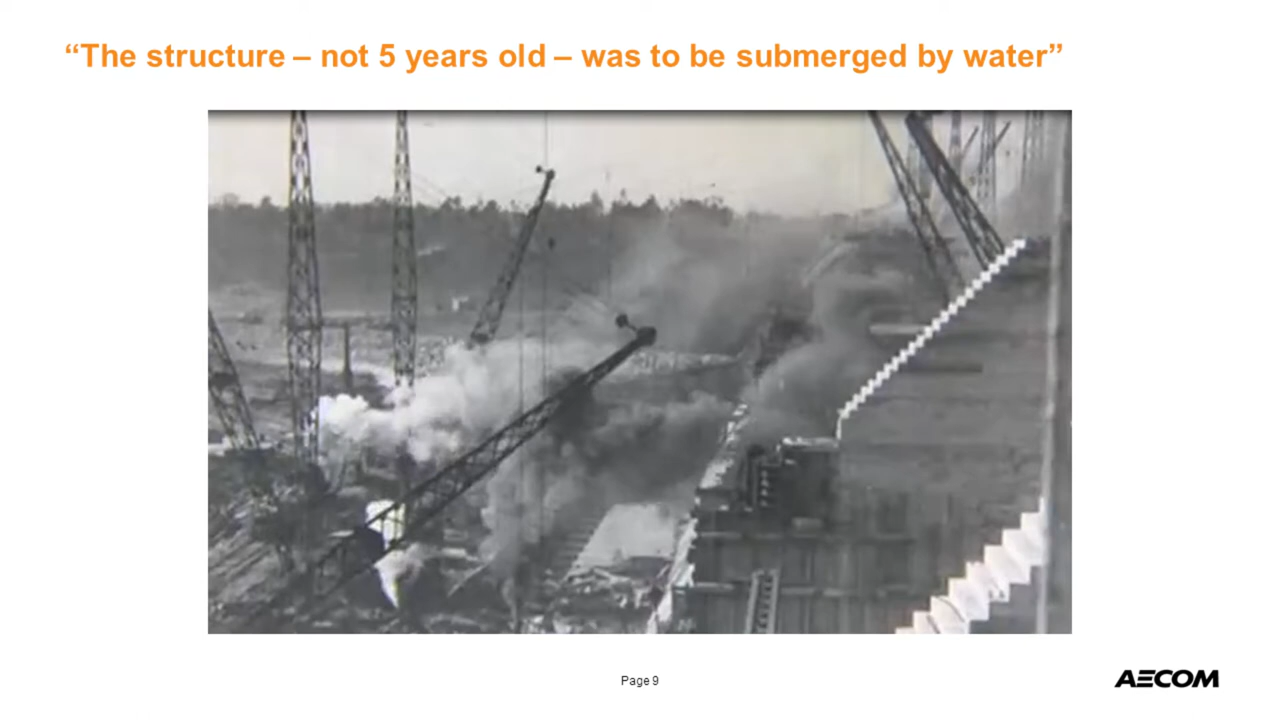 “The structure – not 5 years old – was to be submerged by water”
Page 9
AECOM